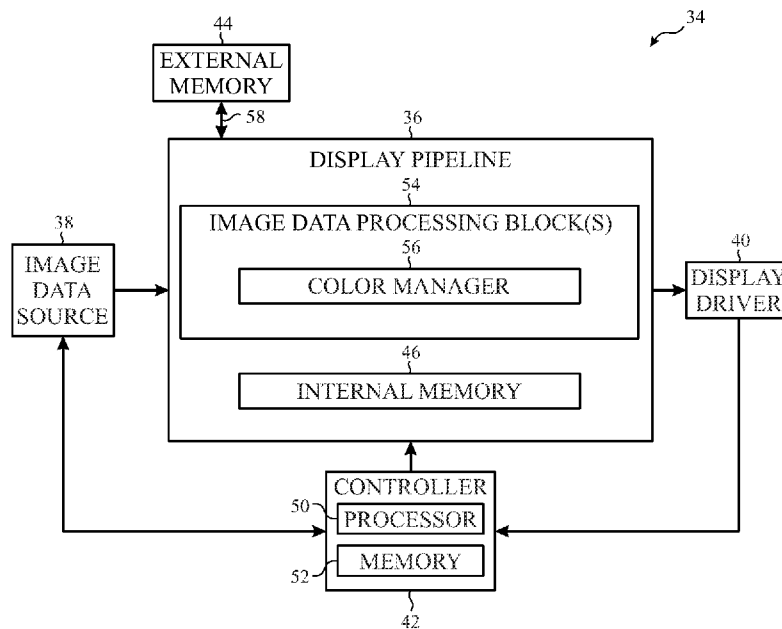 44
34
EXTERNAL
MEMORY
58
36
DISPLAY PIPELINE
54
IMAGE DATA PROCESSING BLOCK(S)
38
56
40
IMAGE
DATA
SOURCE
COLOR MANAGER
DISPLAY
DRIVER
46
INTERNAL MEMORY
CONTROLLER
50
PROCESSOR
MEMORY
52
42